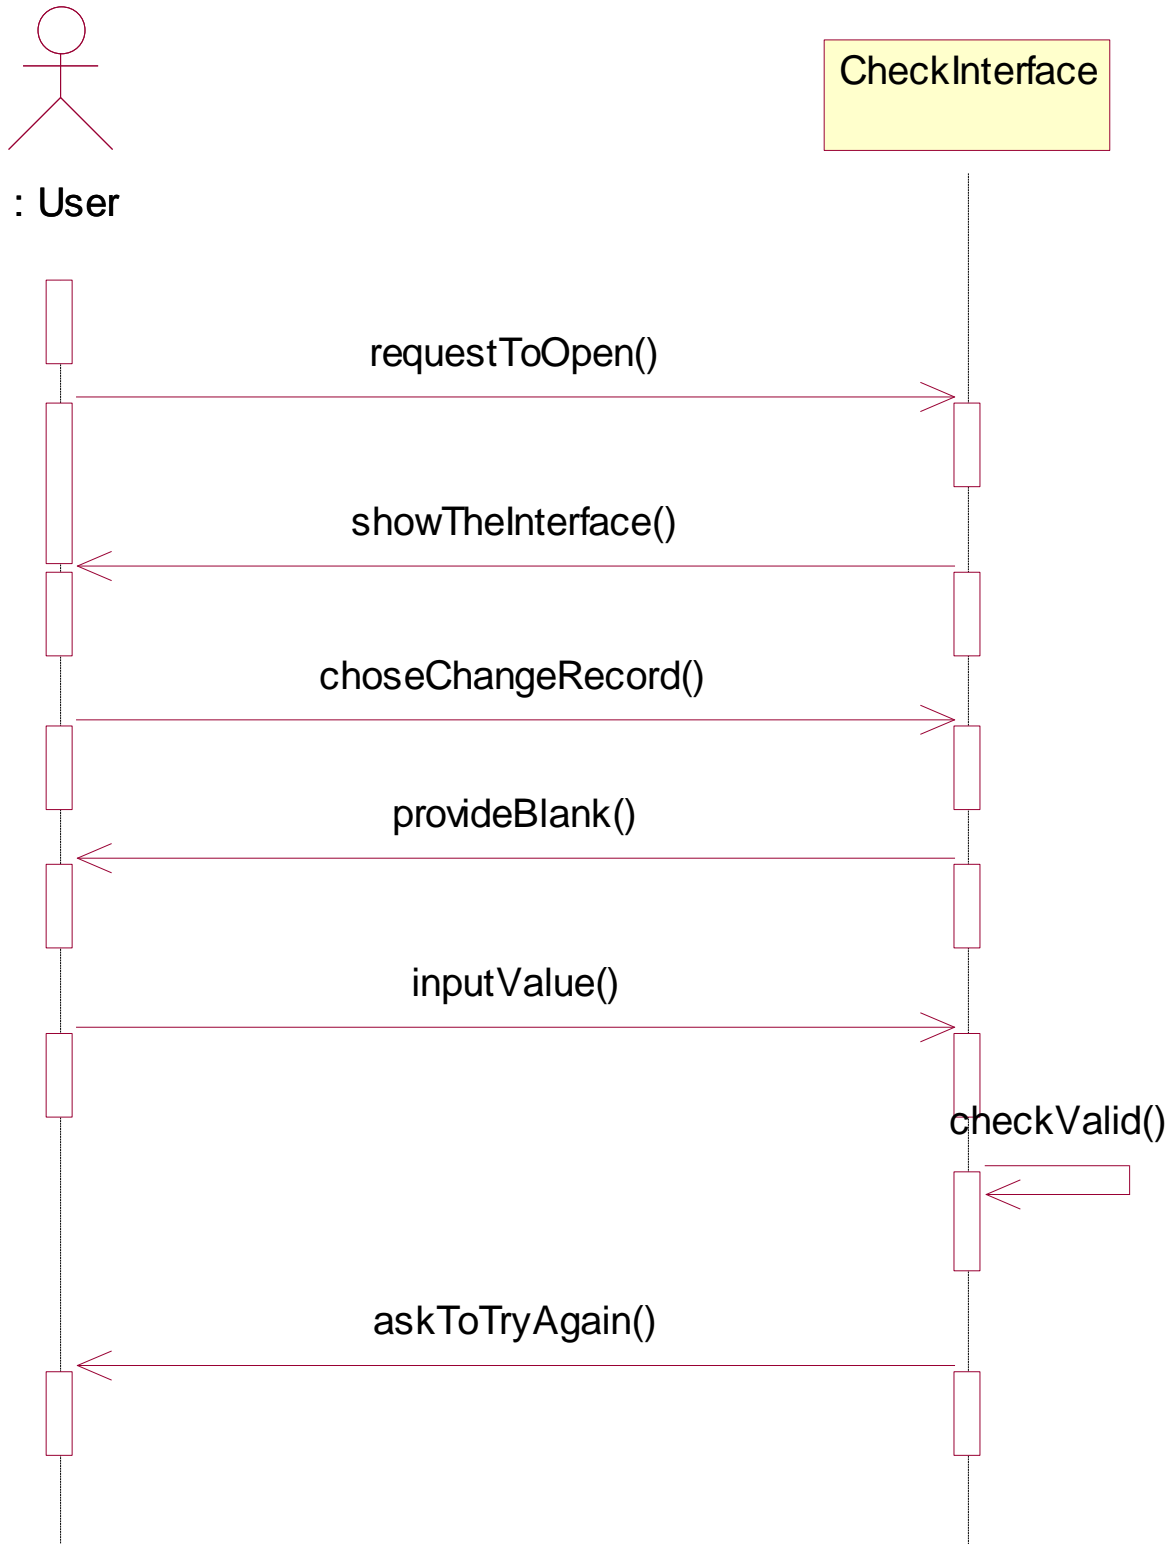 CheckInterface
: User
requestToOpen()
showTheInterface()
choseChangeRecord()
provideBlank()
inputValue()
checkValid()
askToTryAgain()